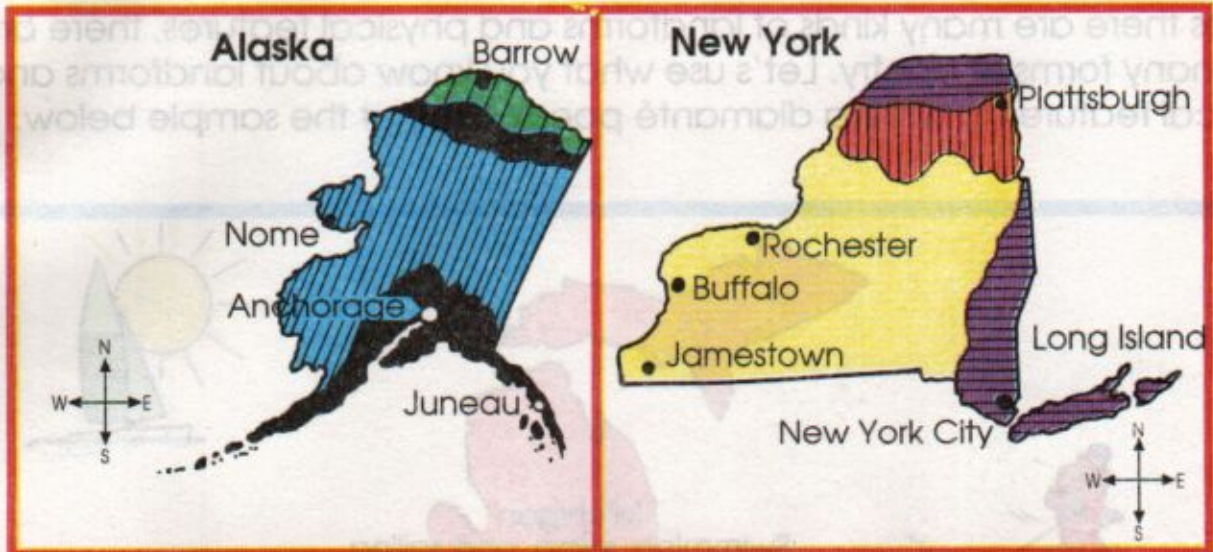 Alaska
Barrow
Nome
Anchorage
Juneau
N
W E
S
New York
Plattsburgh
Rochester
Buffalo
Jamestown
Long Island
New York City
N
W E
S